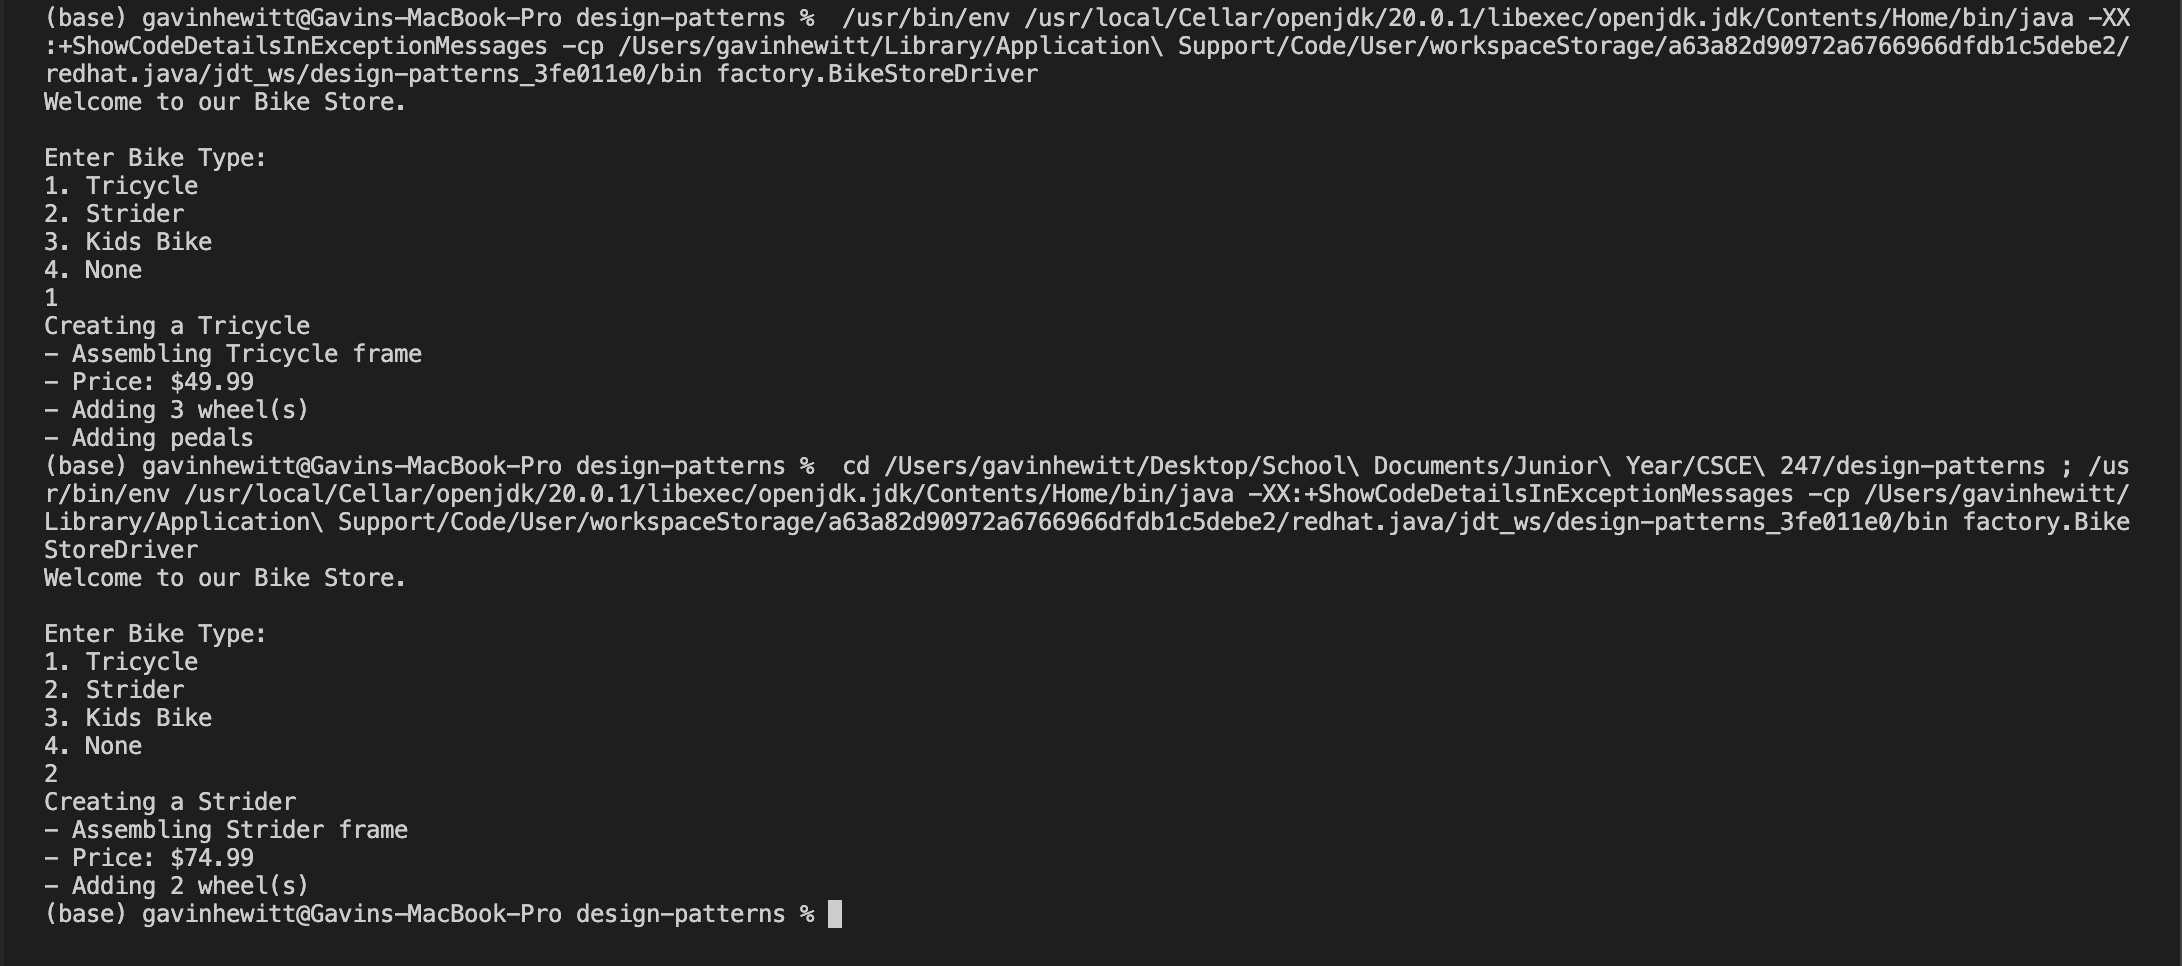 (base) gavinhewitt@Gavins-MacBook-Pro design-patterns %  /usr/bin/env /usr/local/Cellar/openjdk/20.0.1/libexec/openjdk.jdk/Contents/Home/bin/java -XX
:+ShowCodeDetailsInExceptionMessages -cp /Users/gavinhewitt/Library/Application\ Support/Code/User/workspaceStorage/a63a82d90972a6766966dfdb1c5debe2/
redhat.java/jdt_ws/design-patterns_3fe011e0/bin factory.BikeStoreDriver
Welcome to our Bike Store.

Enter Bike Type:
1. Tricycle
2. Strider
3. Kids Bike
4. None
1
Creating a Tricycle
- Assembling Tricycle frame
- Price: $49.99
- Adding 3 wheel(s)
- Adding pedals
(base) gavinhewitt@Gavins-MacBook-Pro design-patterns %  cd /Users/gavinhewitt/Desktop/School\ Documents/Junior\ Year/CSCE\ 247/design-patterns ; /us
r/bin/env /usr/local/Cellar/openjdk/20.0.1/libexec/openjdk.jdk/Contents/Home/bin/java -XX:+ShowCodeDetailsInExceptionMessages -cp /Users/gavinhewitt/
Library/Application\ Support/Code/User/workspaceStorage/a63a82d90972a6766966dfdb1c5debe2/redhat.java/jdt_ws/design-patterns_3fe011e0/bin factory.Bike
StoreDriver
Welcome to our Bike Store.

Enter Bike Type:
1. Tricycle
2. Strider
3. Kids Bike
4. None
2
Creating a Strider
- Assembling Strider frame
- Price: $74.99
- Adding 2 wheel(s)
(base) gavinhewitt@Gavins-MacBook-Pro design-patterns %